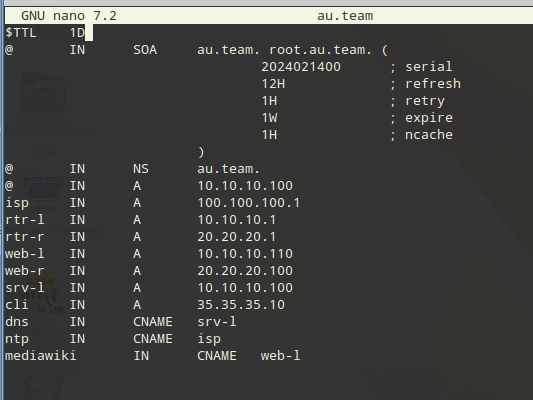 GNU nano 7.2 au.team
$TTL 1D
@ IN SOA au.team. root.au.team. (
2024021400 ; serial
12H ; refresh
1H ; retry
1W ; expire
1H ; ncache
)
@ IN NS au.team.
@ IN A 10.10.10.100
isp IN A 100.100.100.1
rtr-l IN A 10.10.10.1
rtr-r IN A 20.20.20.1
web-l IN A 10.10.10.110
web-r IN A 20.20.20.100
srv-l IN A 10.10.10.100
cli IN A 35.35.35.10
dns IN CNAME srv-l
ntp IN CNAME isp
mediawiki IN CNAME web-l